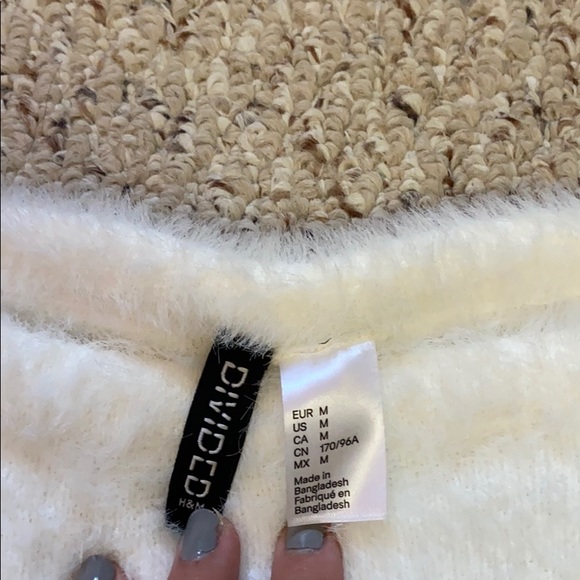 DIVIDED
H&M
EUR M
US M
CA M
CN 170/96A
MX M
Made in
Bangladesh
Fabriqué en
Bangladesh